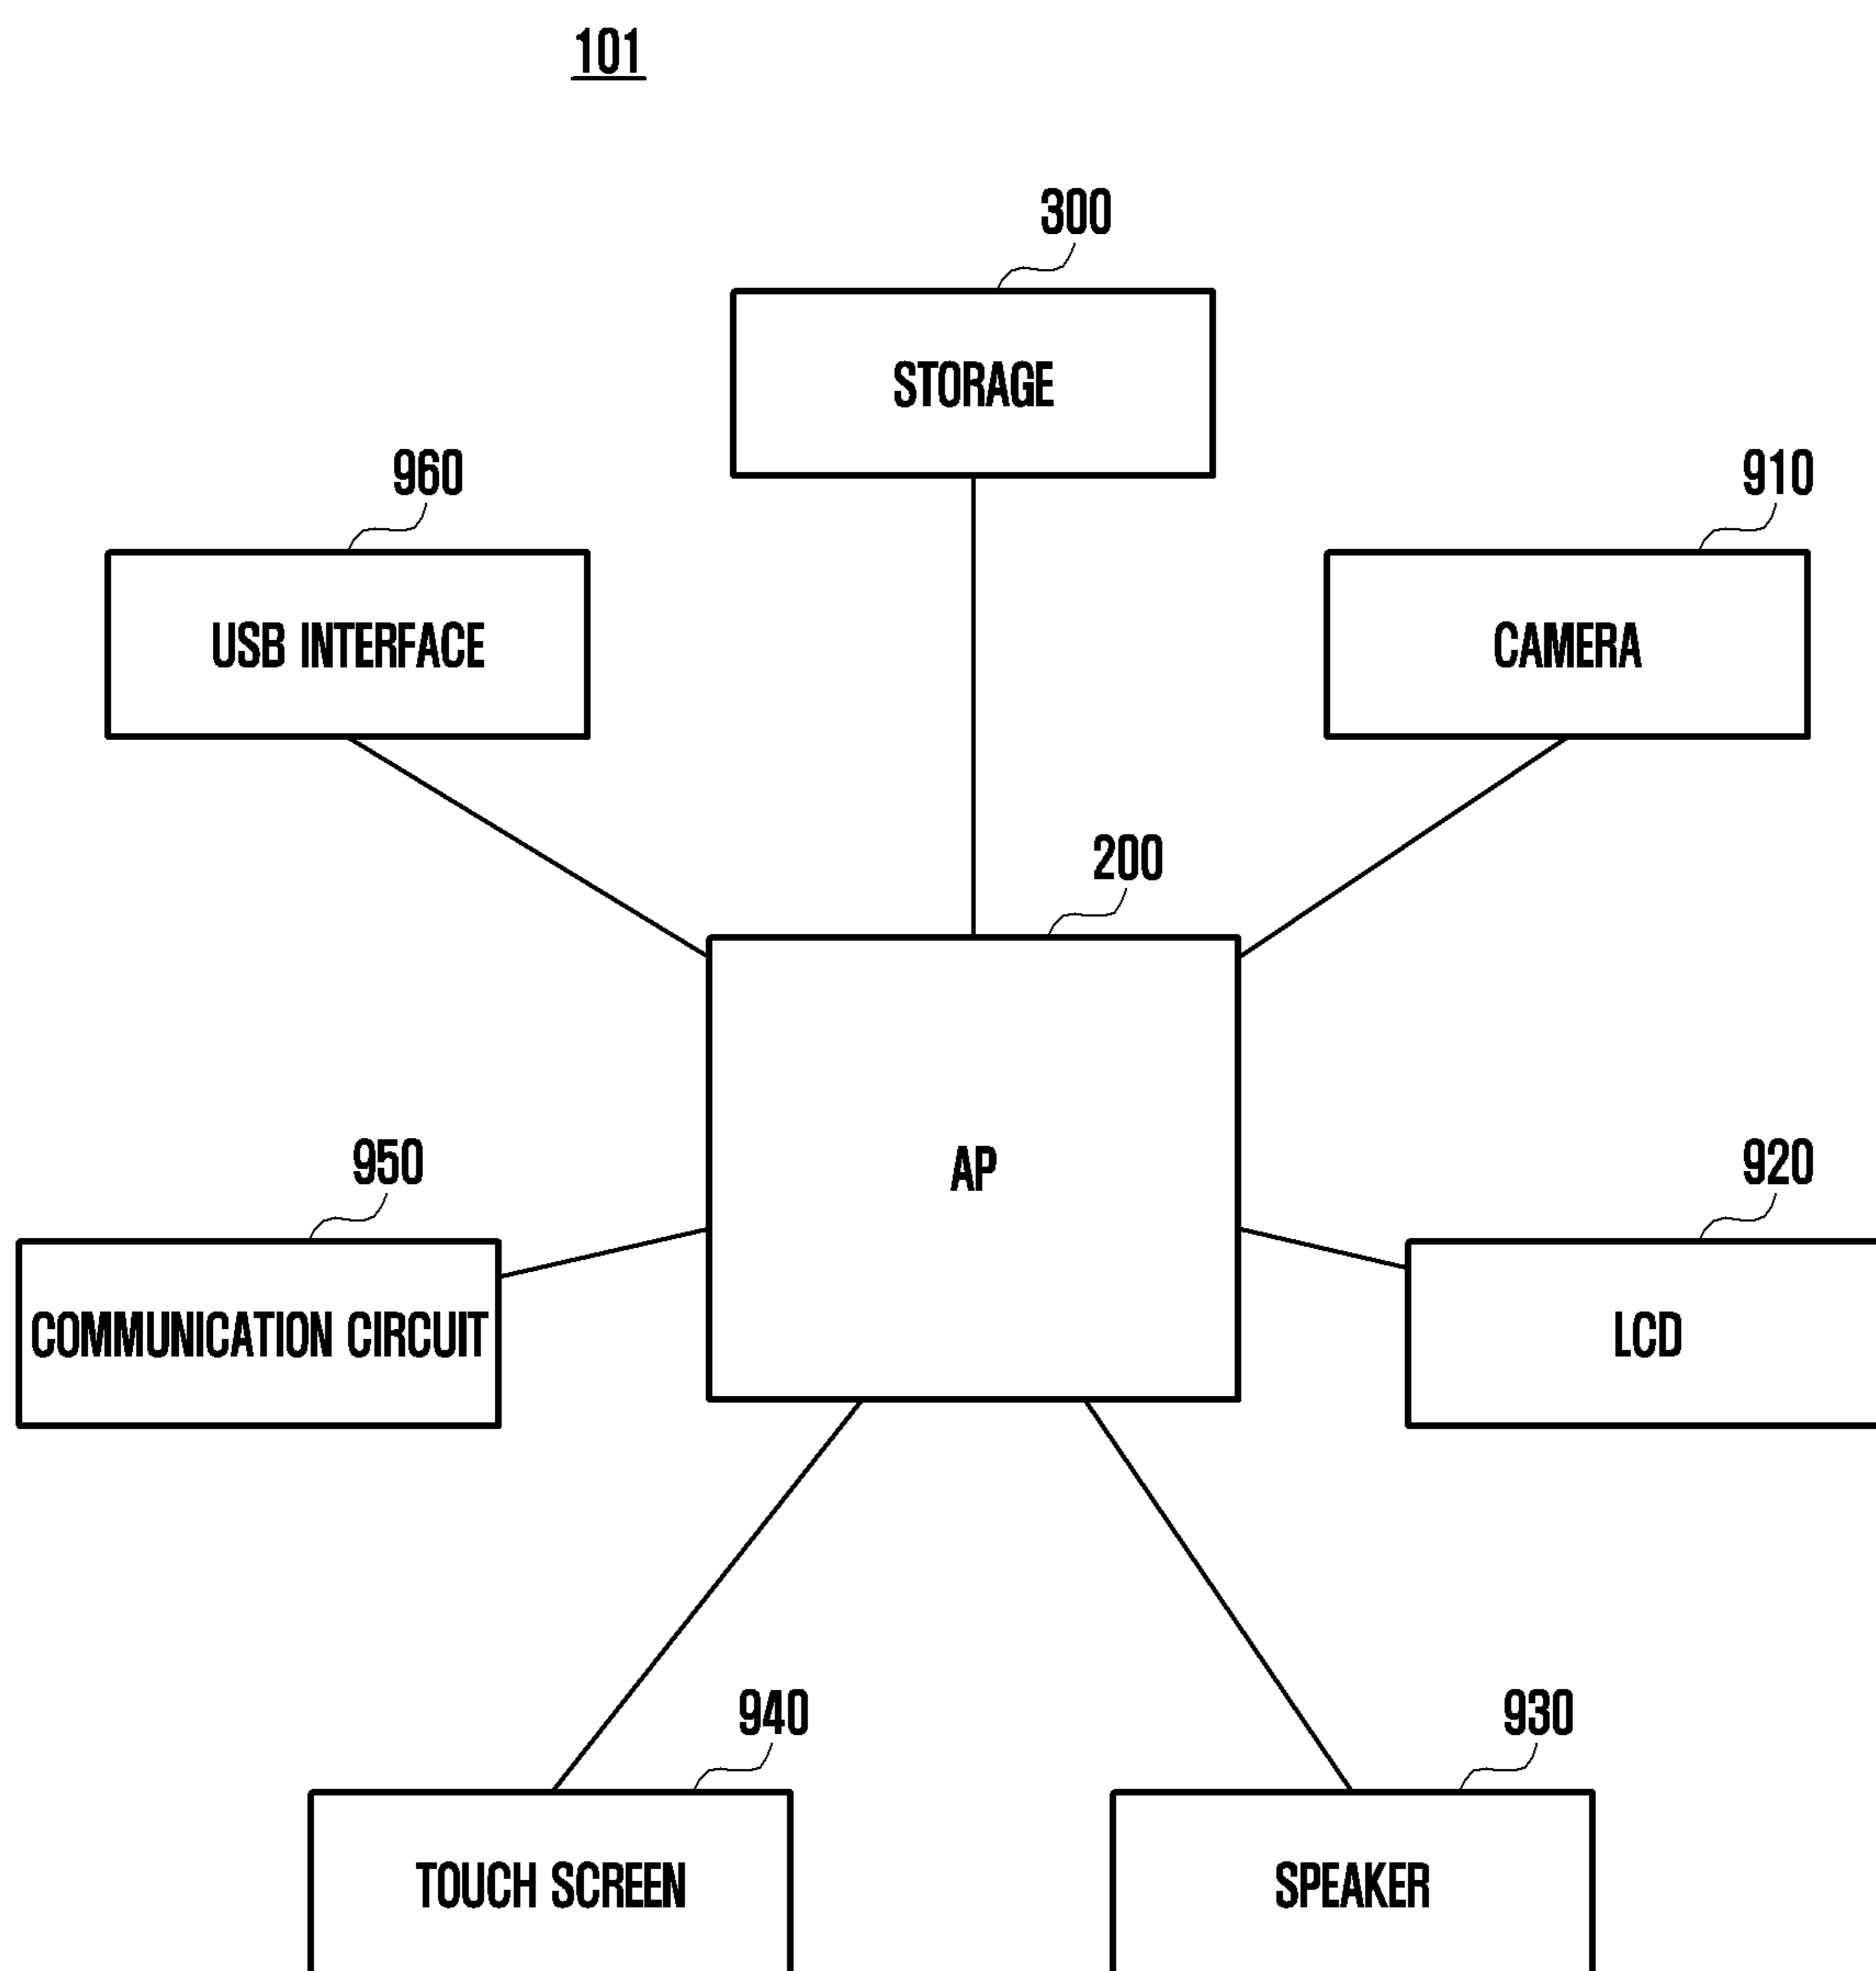 101
300
STORAGE
960
910
USB INTERFACE
CAMERA
200
AP
950
920
COMMUNICATION CIRCUIT
LCD
940
930
TOUCH SCREEN
SPEAKER